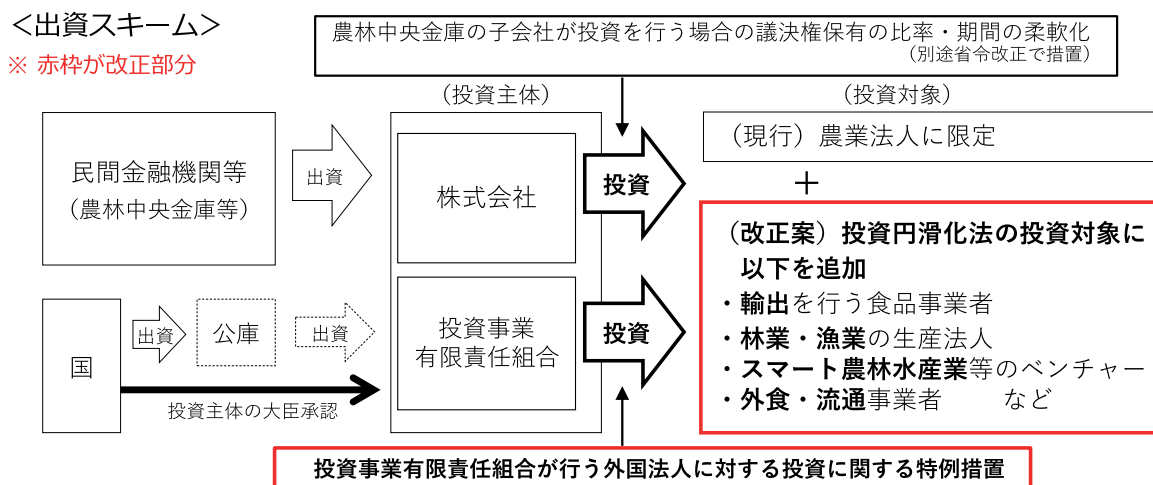 ＜出資スキーム＞
※ 赤枠が改正部分
農林中央金庫の子会社が投資を行う場合の議決権保有の比率・期間の柔軟化
(別途省令改正で措置)
（投資主体）
（投資対象）
民間金融機関等
（農林中央金庫等）
出資
株式会社
投資
（現行）農業法人に限定
＋
（改正案）投資円滑化法の投資対象に
以下を追加
・輸出を行う食品事業者
・林業・漁業の生産法人
・スマート農林水産業等のベンチャー
・外食・流通事業者　　など
国
出資
公庫
出資
投資事業
有限責任組合
投資
投資主体の大臣承認
投資事業有限責任組合が行う外国法人に対する投資に関する特例措置